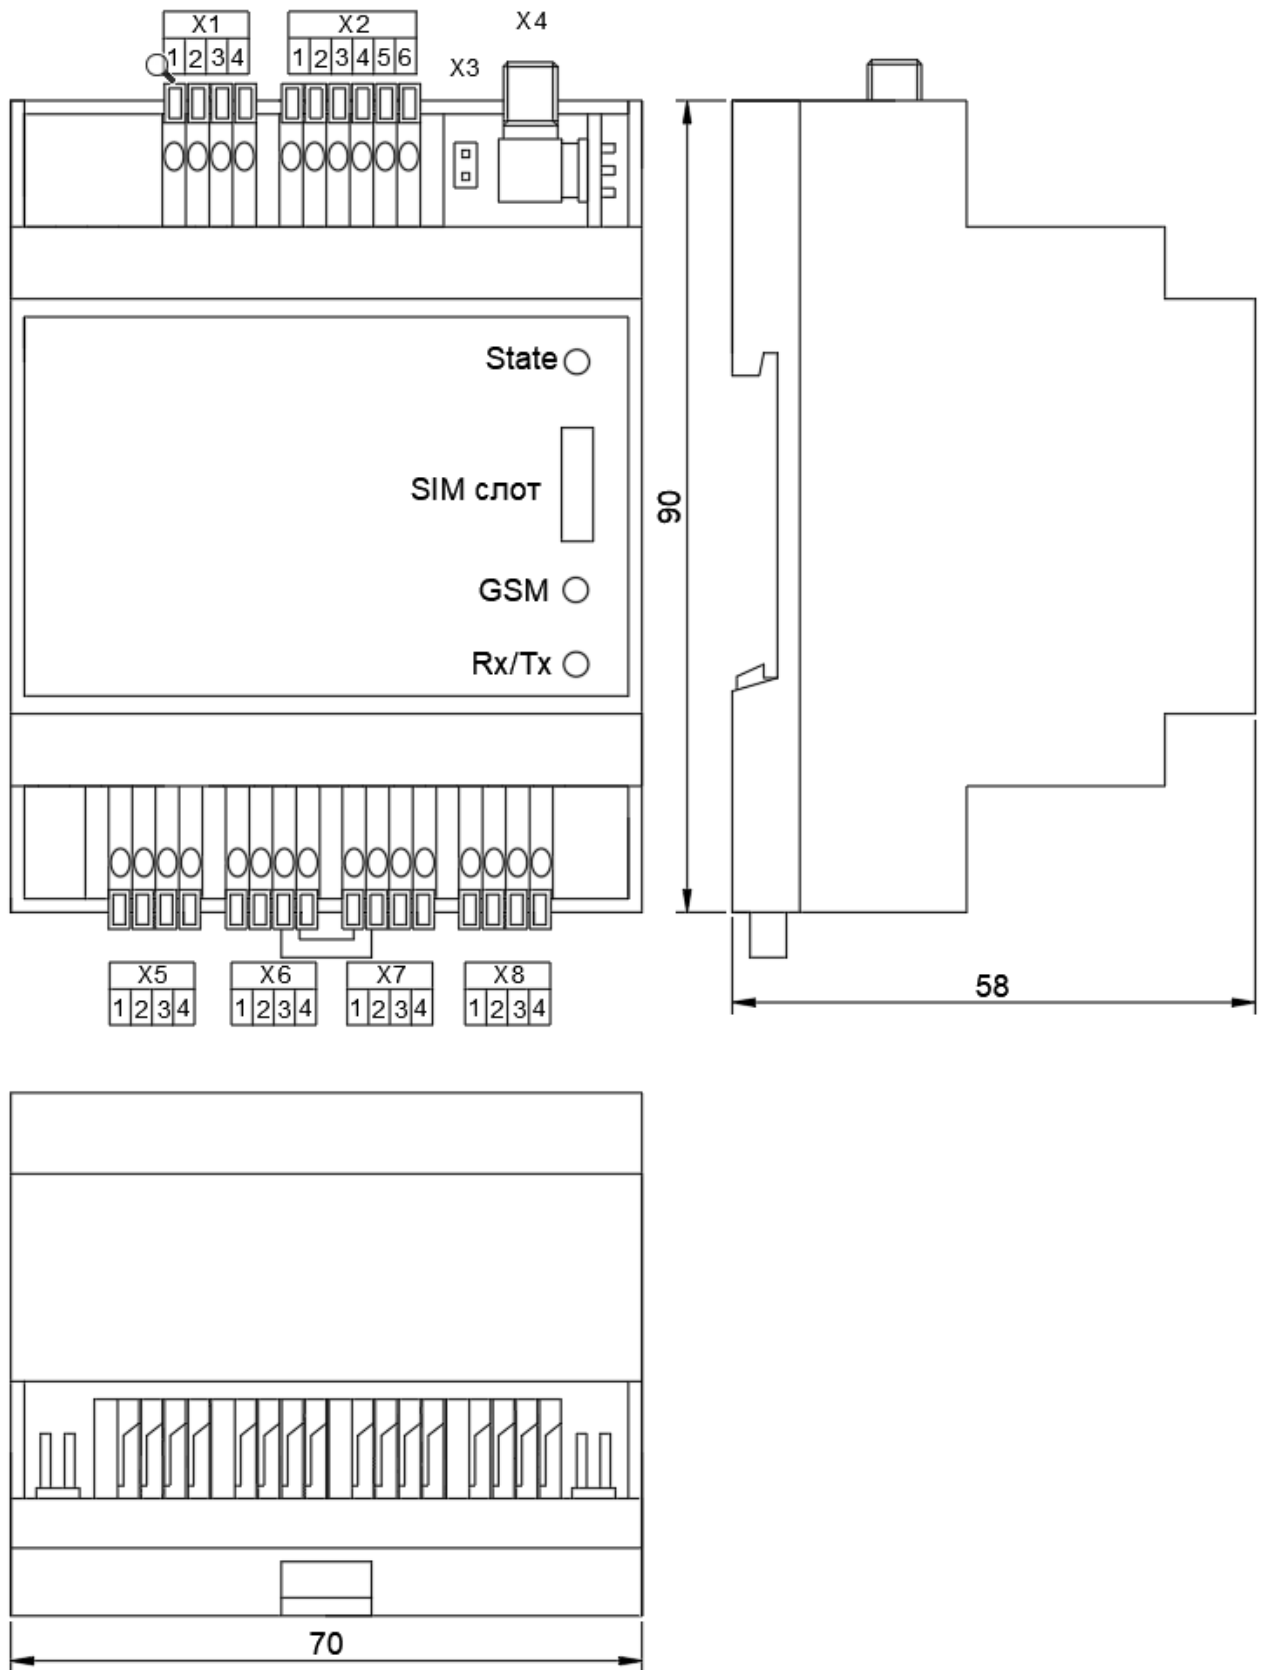 X1 X2 X4
1 2 3 4 1 2 3 4 5 6
X3
State
SIM слот
90
GSM
Rx/Tx
X5 X6 X7 X8
1 2 3 4 1 2 3 4 1 2 3 4 1 2 3 4
58
70